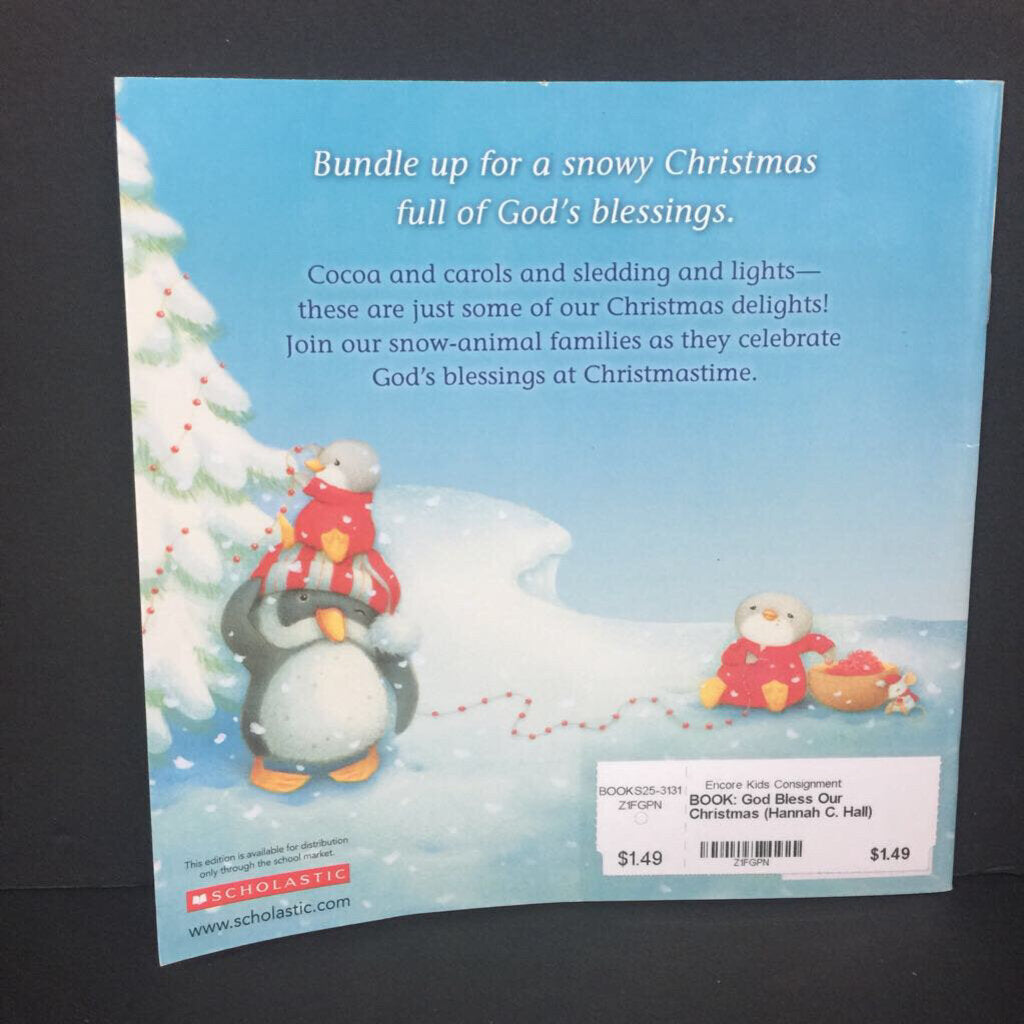 Bundle up for a snowy Christmas
full of God's blessings.
Cocoa and carols and sledding and lights—
these are just some of our Christmas delights!
Join our snow-animal families as they celebrate
God's blessings at Christmastime.
BOOKS25-3131
Z1FGPN
$1.49
Encore Kids Consignment
BOOK: God Bless Our
Christmas (Hannah C. Hall)
Z1FGPN
$1.49
This edition is available for distribution
only through the school market.
SCHOLASTIC
www.scholastic.com